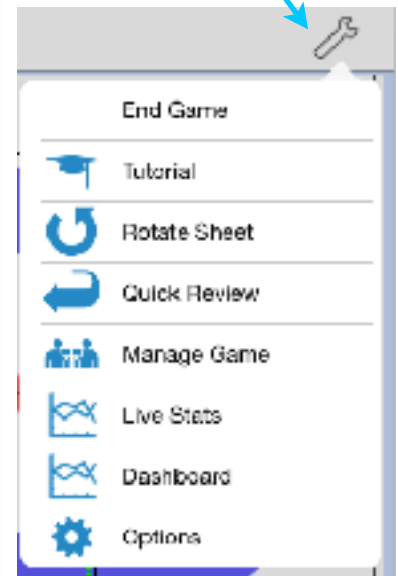 End Game
Tutorial
Rotate Sheet
Quick Review
Manage Game
Live Stats
Dashboard
Options